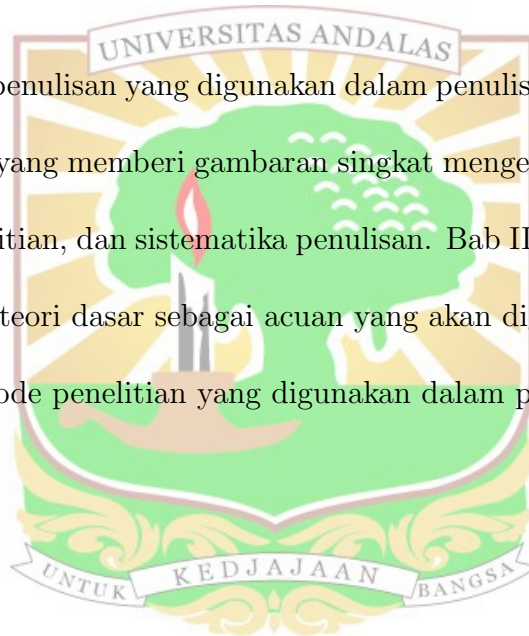 UNIVERSITAS ANDALAS
penulisan yang digunakan dalam penulis
yang memberi gambaran singkat menge
itian, dan sistematika penulisan. Bab II
teori dasar sebagai acuan yang akan di
ode penelitian yang digunakan dalam p
UNTUK KEDJAJAAN BANGSA